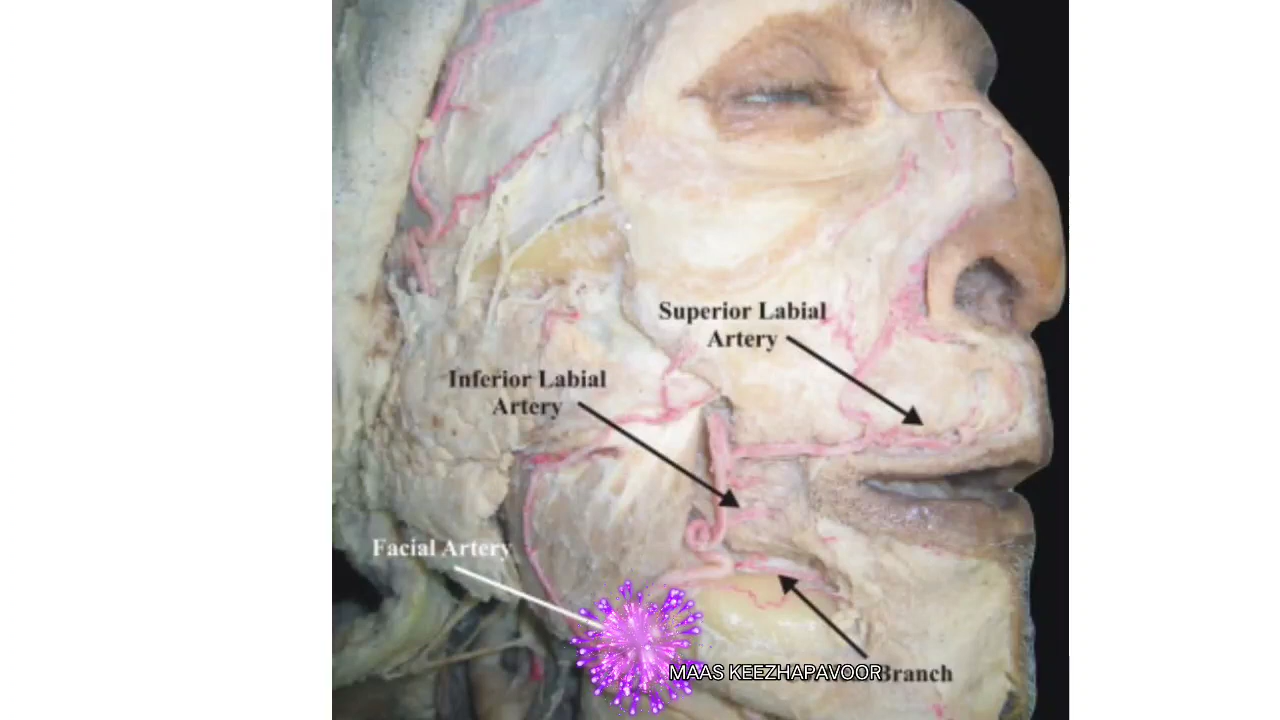 Superior Labial
Artery
Inferior Labial
Artery
Facial Artery
MAAS KEEZHAPAVOOR
Branch